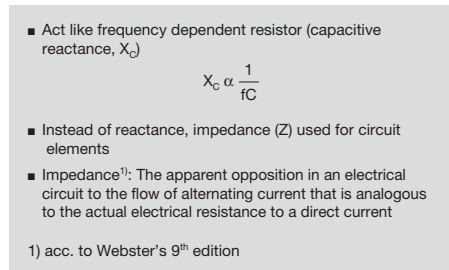 ■ Act like frequency dependent resistor (capacitive
reactance, X_C)
X_C α 1
fC
■ Instead of reactance, impedance (Z) used for circuit
elements
■ Impedance¹⁾: The apparent opposition in an electrical
circuit to the flow of alternating current that is analogous
to the actual electrical resistance to a direct current
1) acc. to Webster’s 9ᵗʰ edition